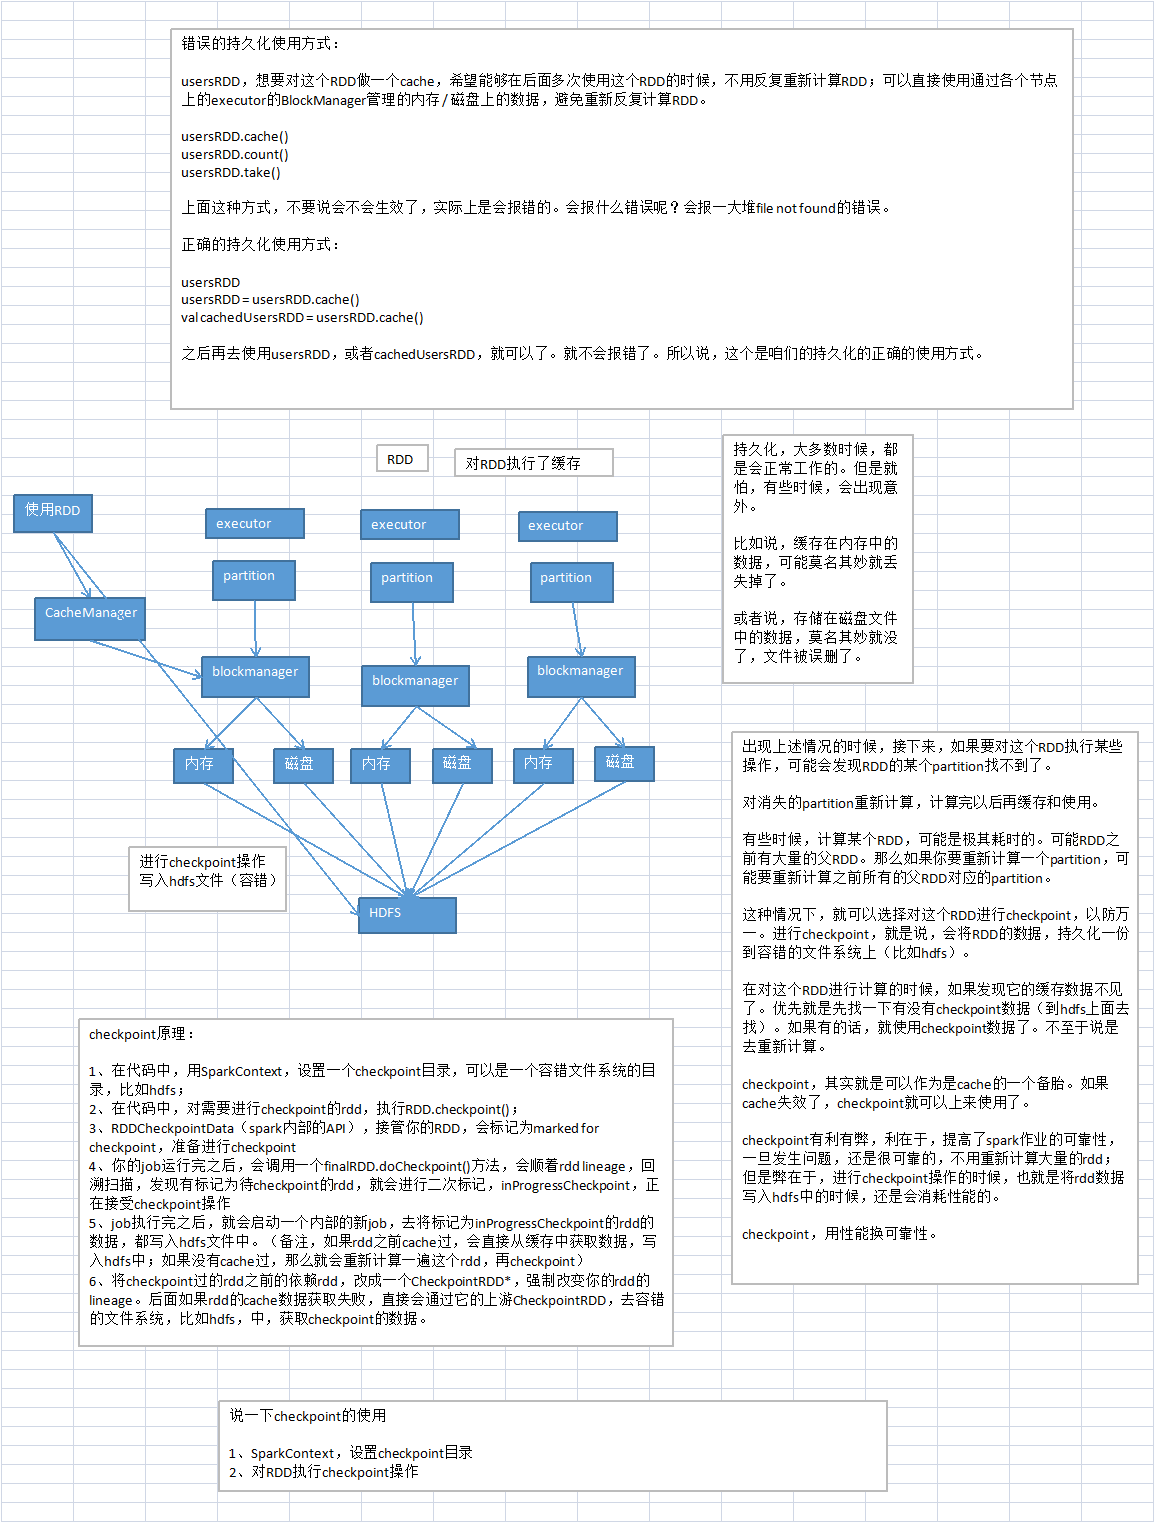 错误的持久化使用方式：
usersRDD，想要对这个RDD做一个cache，希望能够在后面多次使用这个RDD的时候，不用反复重新计算RDD；可以直接使用通过各个节点
上的executor的BlockManager管理的内存 / 磁盘上的数据，避免重新反复计算RDD。
usersRDD.cache()
usersRDD.count()
usersRDD.take()
上面这种方式，不要说会不会生效了，实际上是会报错的。会报什么错误呢？会报一大堆file not found的错误。
正确的持久化使用方式：
usersRDD
usersRDD = usersRDD.cache()
val cachedUsersRDD = usersRDD.cache()
之后再去使用usersRDD，或者cachedUsersRDD，就可以了。就不会报错了。所以说，这个是咱们的持久化的正确的使用方式。
RDD
对RDD执行了缓存
使用RDD
executor
executor
executor
partition
partition
partition
CacheManager
blockmanager
blockmanager
blockmanager
内存
磁盘
内存
磁盘
内存
磁盘
进行checkpoint操作
写入hdfs文件（容错）
HDFS
持久化，大多数时候，都
是会正常工作的。但是就
怕，有些时候，会出现意
外。
比如说，缓存在内存中的
数据，可能莫名其妙就丢
失掉了。
或者说，存储在磁盘文件
中的数据，莫名其妙就没
了，文件被误删了。
出现上述情况的时候，接下来，如果要对这个RDD执行某些
操作，可能会发现RDD的某个partition找不到了。
对消失的partition重新计算，计算完以后再缓存和使用。
有些时候，计算某个RDD，可能是极其耗时的。可能RDD之
前有大量的父RDD。那么如果你要重新计算一个partition，可
能要重新计算之前所有的父RDD对应的partition。
这种情况下，就可以选择对这个RDD进行checkpoint，以防万
一。进行checkpoint，就是说，会将RDD的数据，持久化一份
到容错的文件系统上（比如hdfs）。
在对这个RDD进行计算的时候，如果发现它的缓存数据不见
了。优先就是先找一下有没有checkpoint数据（到hdfs上面去
找）。如果有的话，就使用checkpoint数据了。不至于说是
去重新计算。
checkpoint，其实就是可以作为是cache的一个备胎。如果
cache失效了，checkpoint就可以上来使用了。
checkpoint有利有弊，利在于，提高了spark作业的可靠性，
一旦发生问题，还是很可靠的，不用重新计算大量的rdd；
但是弊在于，进行checkpoint操作的时候，也就是将rdd数据
写入hdfs中的时候，还是会消耗性能的。
checkpoint，用性能换可靠性。
checkpoint原理：
1、在代码中，用SparkContext，设置一个checkpoint目录，可以是一个容错文件系统的目
录，比如hdfs；
2、在代码中，对需要进行checkpoint的rdd，执行RDD.checkpoint()；
3、RDDCheckpointData（spark内部的API），接管你的RDD，会标记为marked for
checkpoint，准备进行checkpoint
4、你的job运行完之后，会调用一个finalRDD.doCheckpoint()方法，会顺着rdd lineage，回
溯扫描，发现有标记为待checkpoint的rdd，就会进行二次标记，inProgressCheckpoint，正
在接受checkpoint操作
5、job执行完之后，就会启动一个内部的新job，去将标记为inProgressCheckpoint的rdd的
数据，都写入hdfs文件中。（备注，如果rdd之前cache过，会直接从缓存中获取数据，写
入hdfs中；如果没有cache过，那么就会重新计算一遍这个rdd，再checkpoint）
6、将checkpoint过的rdd之前的依赖rdd，改成一个CheckpointRDD*，强制改变你的rdd的
lineage。后面如果rdd的cache数据获取失败，直接会通过它的上游CheckpointRDD，去容错
的文件系统，比如hdfs，中，获取checkpoint的数据。
说一下checkpoint的使用
1、SparkContext，设置checkpoint目录
2、对RDD执行checkpoint操作